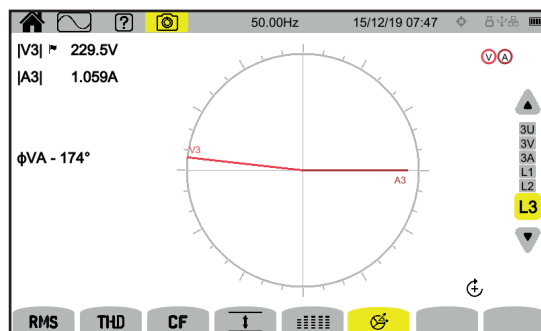 ? 50.00Hz 15/12/19 07:47
|V3| 229.5V
|A3| 1.059A
V A
ϕVA - 174°
V3
A3
3U
3V
3A
L1
L2
L3
+
RMS THD CF